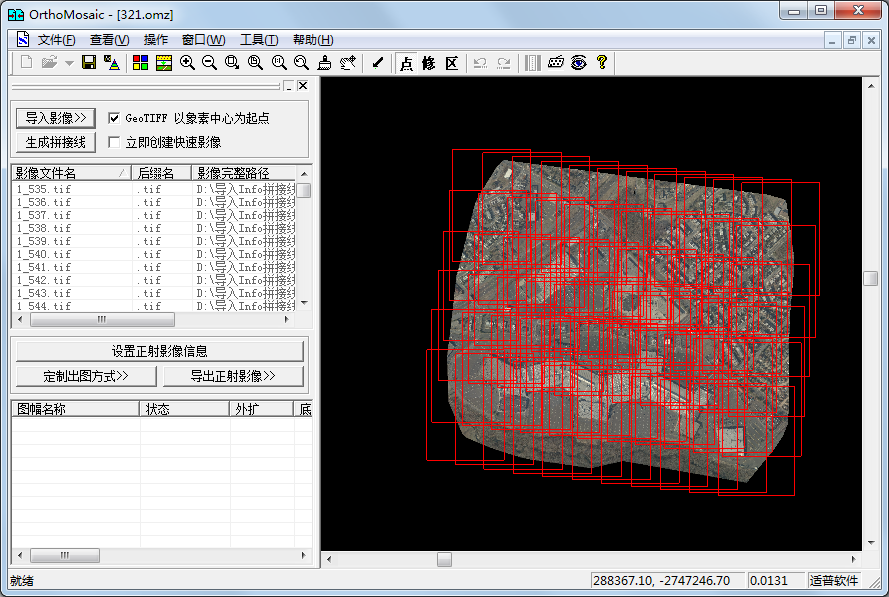 OrthoMosaic - [321.omz]
文件(F) 查看(V) 操作 窗口(W) 工具(T) 帮助(H)
点 修 区
导入影像>> GeoTIFF 以象素中心为起点
生成拼接线 立即创建快速影像
影像文件名 后缀名 影像完整路径
1_535.tif .tif D:\导入Info拼接线
1_536.tif .tif D:\导入Info拼接线
1_537.tif .tif D:\导入Info拼接线
1_538.tif .tif D:\导入Info拼接线
1_539.tif .tif D:\导入Info拼接线
1_540.tif .tif D:\导入Info拼接线
1_541.tif .tif D:\导入Info拼接线
1_542.tif .tif D:\导入Info拼接线
1_543.tif .tif D:\导入Info拼接线
1_544.tif .tif D:\导入Info拼接线
设置正射影像信息
定制出图方式>> 导出正射影像>>
图幅名称 状态 外扩 底
就绪 288367.10, -2747246.70 0.0131 适普软件